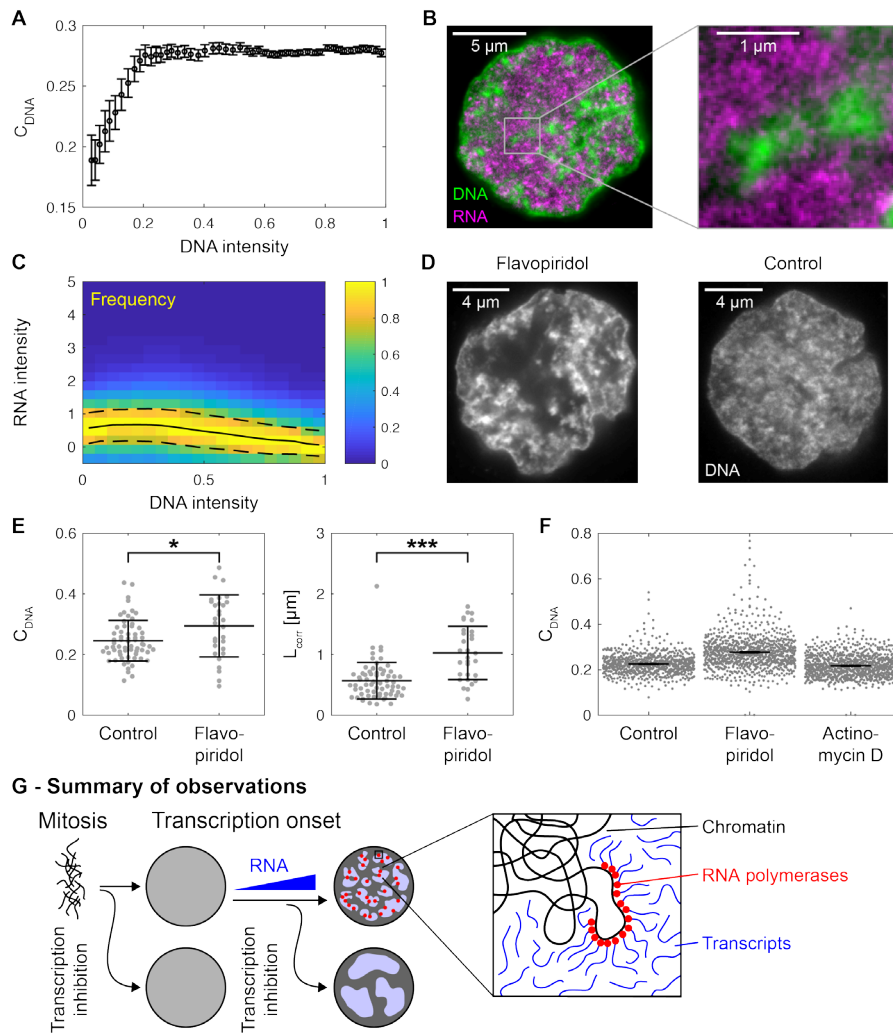 A
0.3
0.25
0.2
0.15
C_DNA
0
0.2
0.4
0.6
0.8
1
DNA intensity
B
5 µm
1 µm
DNA
RNA
C
Frequency
5
4
3
2
1
0
RNA intensity
0
0.5
1
DNA intensity
1
0.8
0.6
0.4
0.2
0
D
Flavopiridol
Control
4 µm
4 µm
DNA
E
0.6
0.4
0.2
0
C_DNA
*
Control
Flavo-
piridol
3
2
1
0
L_corr [µm]
***
Control
Flavo-
piridol
F
0.8
0.6
0.4
0.2
0
C_DNA
Control
Flavo-
piridol
Actino-
mycin D
G - Summary of observations
Mitosis
Transcription onset
RNA
Transcription
inhibition
Transcription
inhibition
Chromatin
RNA polymerases
Transcripts